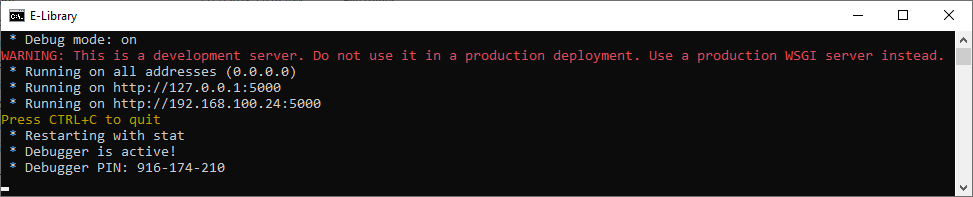 E-Library
* Debug mode: on
WARNING: This is a development server. Do not use it in a production deployment. Use a production WSGI server instead.
* Running on all addresses (0.0.0.0)
* Running on http://127.0.0.1:5000
* Running on http://192.168.100.24:5000
Press CTRL+C to quit
* Restarting with stat
* Debugger is active!
* Debugger PIN: 916-174-210